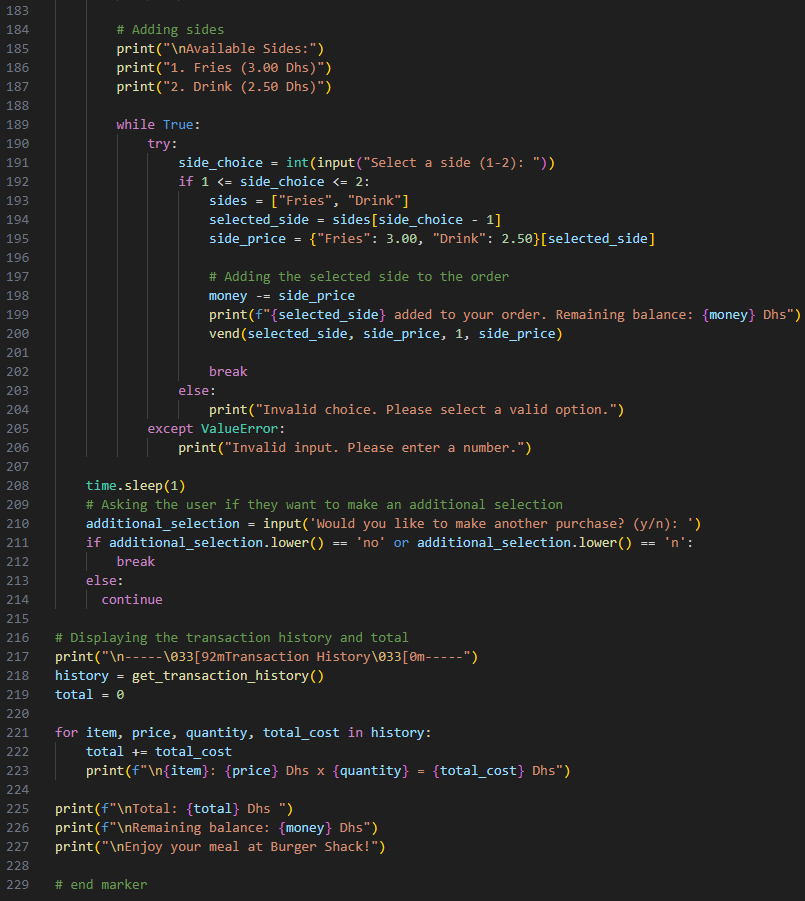 183
184 # Adding sides
185 print("\nAvailable Sides:")
186 print("1. Fries (3.00 Dhs)")
187 print("2. Drink (2.50 Dhs)")
188
189 while True:
190 try:
191 side_choice = int(input("Select a side (1-2): "))
192 if 1 <= side_choice <= 2:
193 sides = ["Fries", "Drink"]
194 selected_side = sides[side_choice - 1]
195 side_price = {"Fries": 3.00, "Drink": 2.50}[selected_side]
196
197 # Adding the selected side to the order
198 money -= side_price
199 print(f"{selected_side} added to your order. Remaining balance: {money} Dhs")
200 vend(selected_side, side_price, 1, side_price)
201
202 break
203 else:
204 print("Invalid choice. Please select a valid option.")
205 except ValueError:
206 print("Invalid input. Please enter a number.")
207
208 time.sleep(1)
209 # Asking the user if they want to make an additional selection
210 additional_selection = input('Would you like to make another purchase? (y/n): ')
211 if additional_selection.lower() == 'no' or additional_selection.lower() == 'n':
212 break
213 else:
214 continue
215
216 # Displaying the transaction history and total
217 print("\n-----\033[92mTransaction History\033[0m-----")
218 history = get_transaction_history()
219 total = 0
220
221 for item, price, quantity, total_cost in history:
222 total += total_cost
223 print(f"\n{item}: {price} Dhs x {quantity} = {total_cost} Dhs")
224
225 print(f"\nTotal: {total} Dhs ")
226 print(f"\nRemaining balance: {money} Dhs")
227 print("\nEnjoy your meal at Burger Shack!")
228
229 # end marker